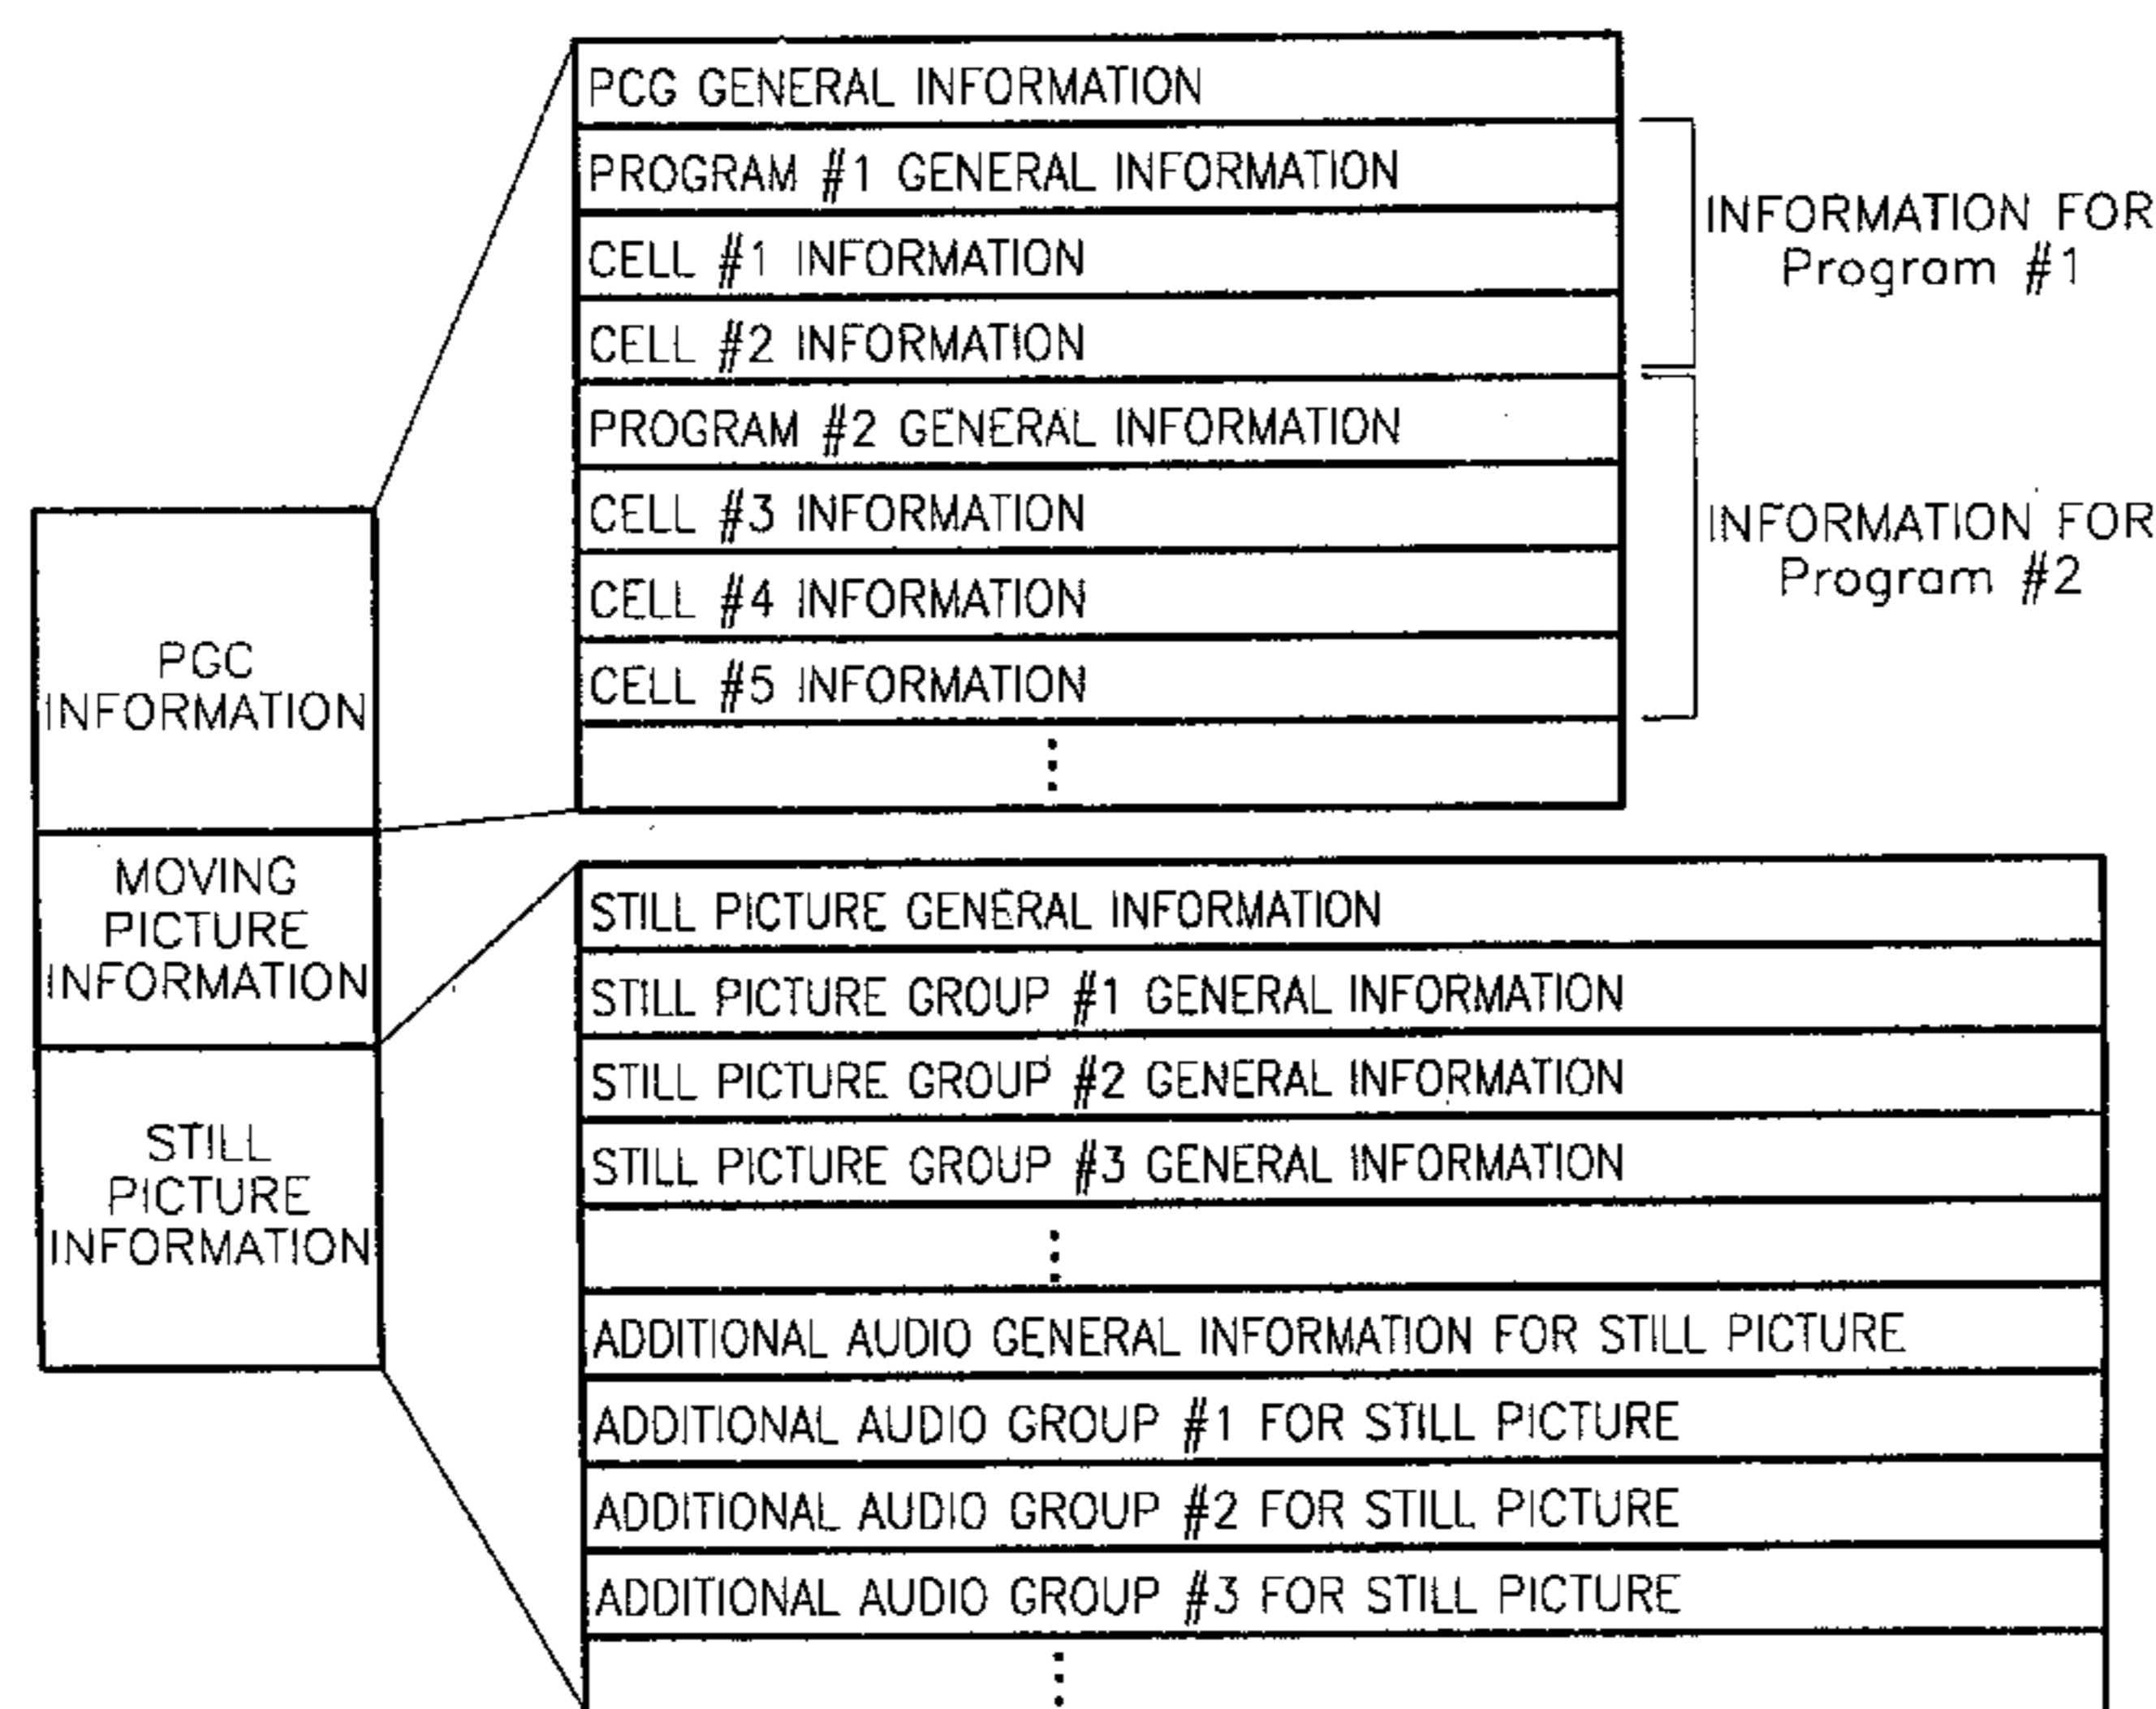 PCG GENERAL INFORMATION
PROGRAM #1 GENERAL INFORMATION
CELL #1 INFORMATION
CELL #2 INFORMATION
PROGRAM #2 GENERAL INFORMATION
CELL #3 INFORMATION
CELL #4 INFORMATION
CELL #5 INFORMATION
INFORMATION FOR
Program #1
INFORMATION FOR
Program #2
PGC
INFORMATION
MOVING
PICTURE
INFORMATION
STILL
PICTURE
INFORMATION
STILL PICTURE GENERAL INFORMATION
STILL PICTURE GROUP #1 GENERAL INFORMATION
STILL PICTURE GROUP #2 GENERAL INFORMATION
STILL PICTURE GROUP #3 GENERAL INFORMATION
ADDITIONAL AUDIO GENERAL INFORMATION FOR STILL PICTURE
ADDITIONAL AUDIO GROUP #1 FOR STILL PICTURE
ADDITIONAL AUDIO GROUP #2 FOR STILL PICTURE
ADDITIONAL AUDIO GROUP #3 FOR STILL PICTURE